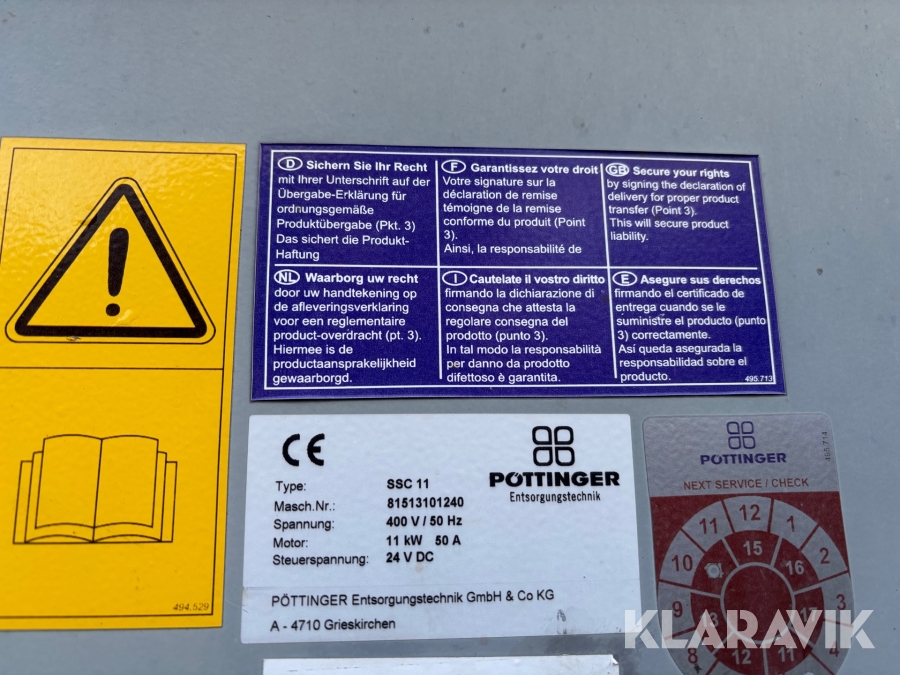 D Sichern Sie Ihr Recht
mit Ihrer Unterschrift auf der
Übergabe-Erklärung für
ordnungsgemäße
Produktübergabe (Pkt. 3)
Das sichert die Produkt-
Haftung
F Garantissez votre droit
Votre signature sur la
déclaration de remise
témoigne de la remise
conforme du produit (Point
3).
Ainsi, la responsabilité de
GB Secure your rights
by signing the declaration of
delivery for proper product
transfer (Point 3).
This will secure product
liability.
NL Waarborg uw recht
door uw handtekening op
de afleveringsverklaring
voor een reglementaire
product-overdracht (pt. 3).
Hiermee is de
productaansprakelijkheid
gewaarborgd.
I Cautelate il vostro diritto
firmando la dichiarazione di
consegna che attesta la
regolare consegna del
prodotto (punto 3).
In tal modo la responsabilità
per danno da prodotto
difettoso è garantita.
E Asegure sus derechos
firmando el certificado de
entrega cuando se le
suministre el producto (punto
3) correctamente.
Así queda asegurada la
responsabilidad sobre el
producto.
495.713
494.529
CE
PÖTTINGER
Entsorgungstechnik
Type: SSC 11
Masch.Nr.: 81513101240
Spannung: 400 V / 50 Hz
Motor: 11 kW 50 A
Steuerspannung: 24 V DC
PÖTTINGER Entsorgungstechnik GmbH & Co KG
A - 4710 Grieskirchen
495.714
PÖTTINGER
NEXT SERVICE / CHECK
11 12 1
10 15 2
16
9 17 3
8 12 11 4
KLARAVIK